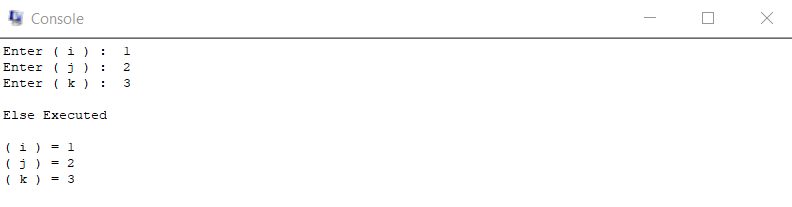 Console
Enter ( i ) :  1
Enter ( j ) :  2
Enter ( k ) :  3
Else Executed
( i ) = 1
( j ) = 2
( k ) = 3